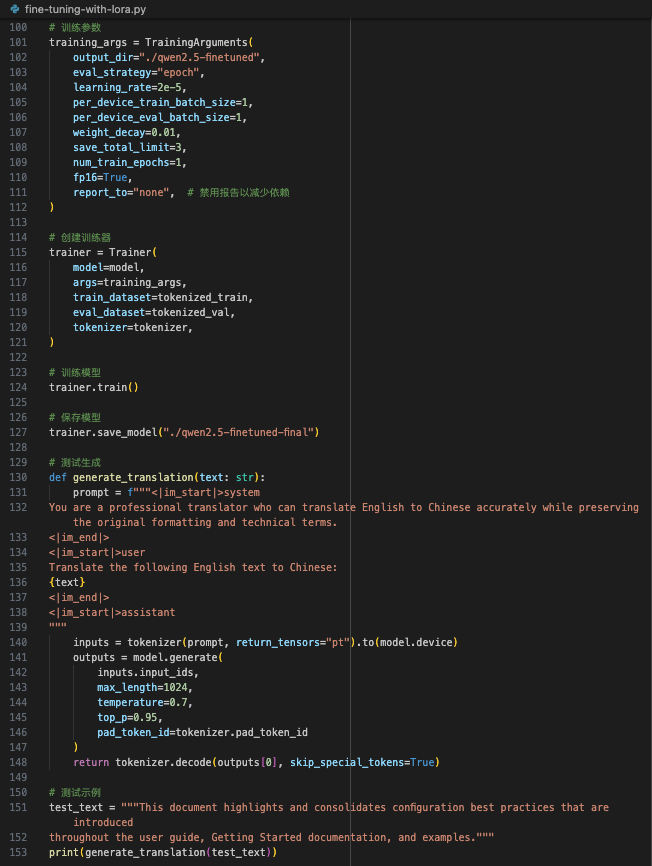 fine-tuning-with-lora.py
100 # 训练参数
101 training_args = TrainingArguments(
102     output_dir="./qwen2.5-finetuned",
103     eval_strategy="epoch",
104     learning_rate=2e-5,
105     per_device_train_batch_size=1,
106     per_device_eval_batch_size=1,
107     weight_decay=0.01,
108     save_total_limit=3,
109     num_train_epochs=1,
110     fp16=True,
111     report_to="none",  # 禁用报告以减少依赖
112 )
113
114 # 创建训练器
115 trainer = Trainer(
116     model=model,
117     args=training_args,
118     train_dataset=tokenized_train,
119     eval_dataset=tokenized_val,
120     tokenizer=tokenizer,
121 )
122
123 # 训练模型
124 trainer.train()
125
126 # 保存模型
127 trainer.save_model("./qwen2.5-finetuned-final")
128
129 # 测试生成
130 def generate_translation(text: str):
131     prompt = f"""<|im_start|>system
132 You are a professional translator who can translate English to Chinese accurately while preserving
the original formatting and technical terms.
133 <|im_end|>
134 <|im_start|>user
135 Translate the following English text to Chinese:
136 {text}
137 <|im_end|>
138 <|im_start|>assistant
139 """
140     inputs = tokenizer(prompt, return_tensors="pt").to(model.device)
141     outputs = model.generate(
142         inputs.input_ids,
143         max_length=1024,
144         temperature=0.7,
145         top_p=0.95,
146         pad_token_id=tokenizer.pad_token_id
147     )
148     return tokenizer.decode(outputs[0], skip_special_tokens=True)
149
150 # 测试示例
151 test_text = """This document highlights and consolidates configuration best practices that are
introduced
152 throughout the user guide, Getting Started documentation, and examples."""
153 print(generate_translation(test_text))